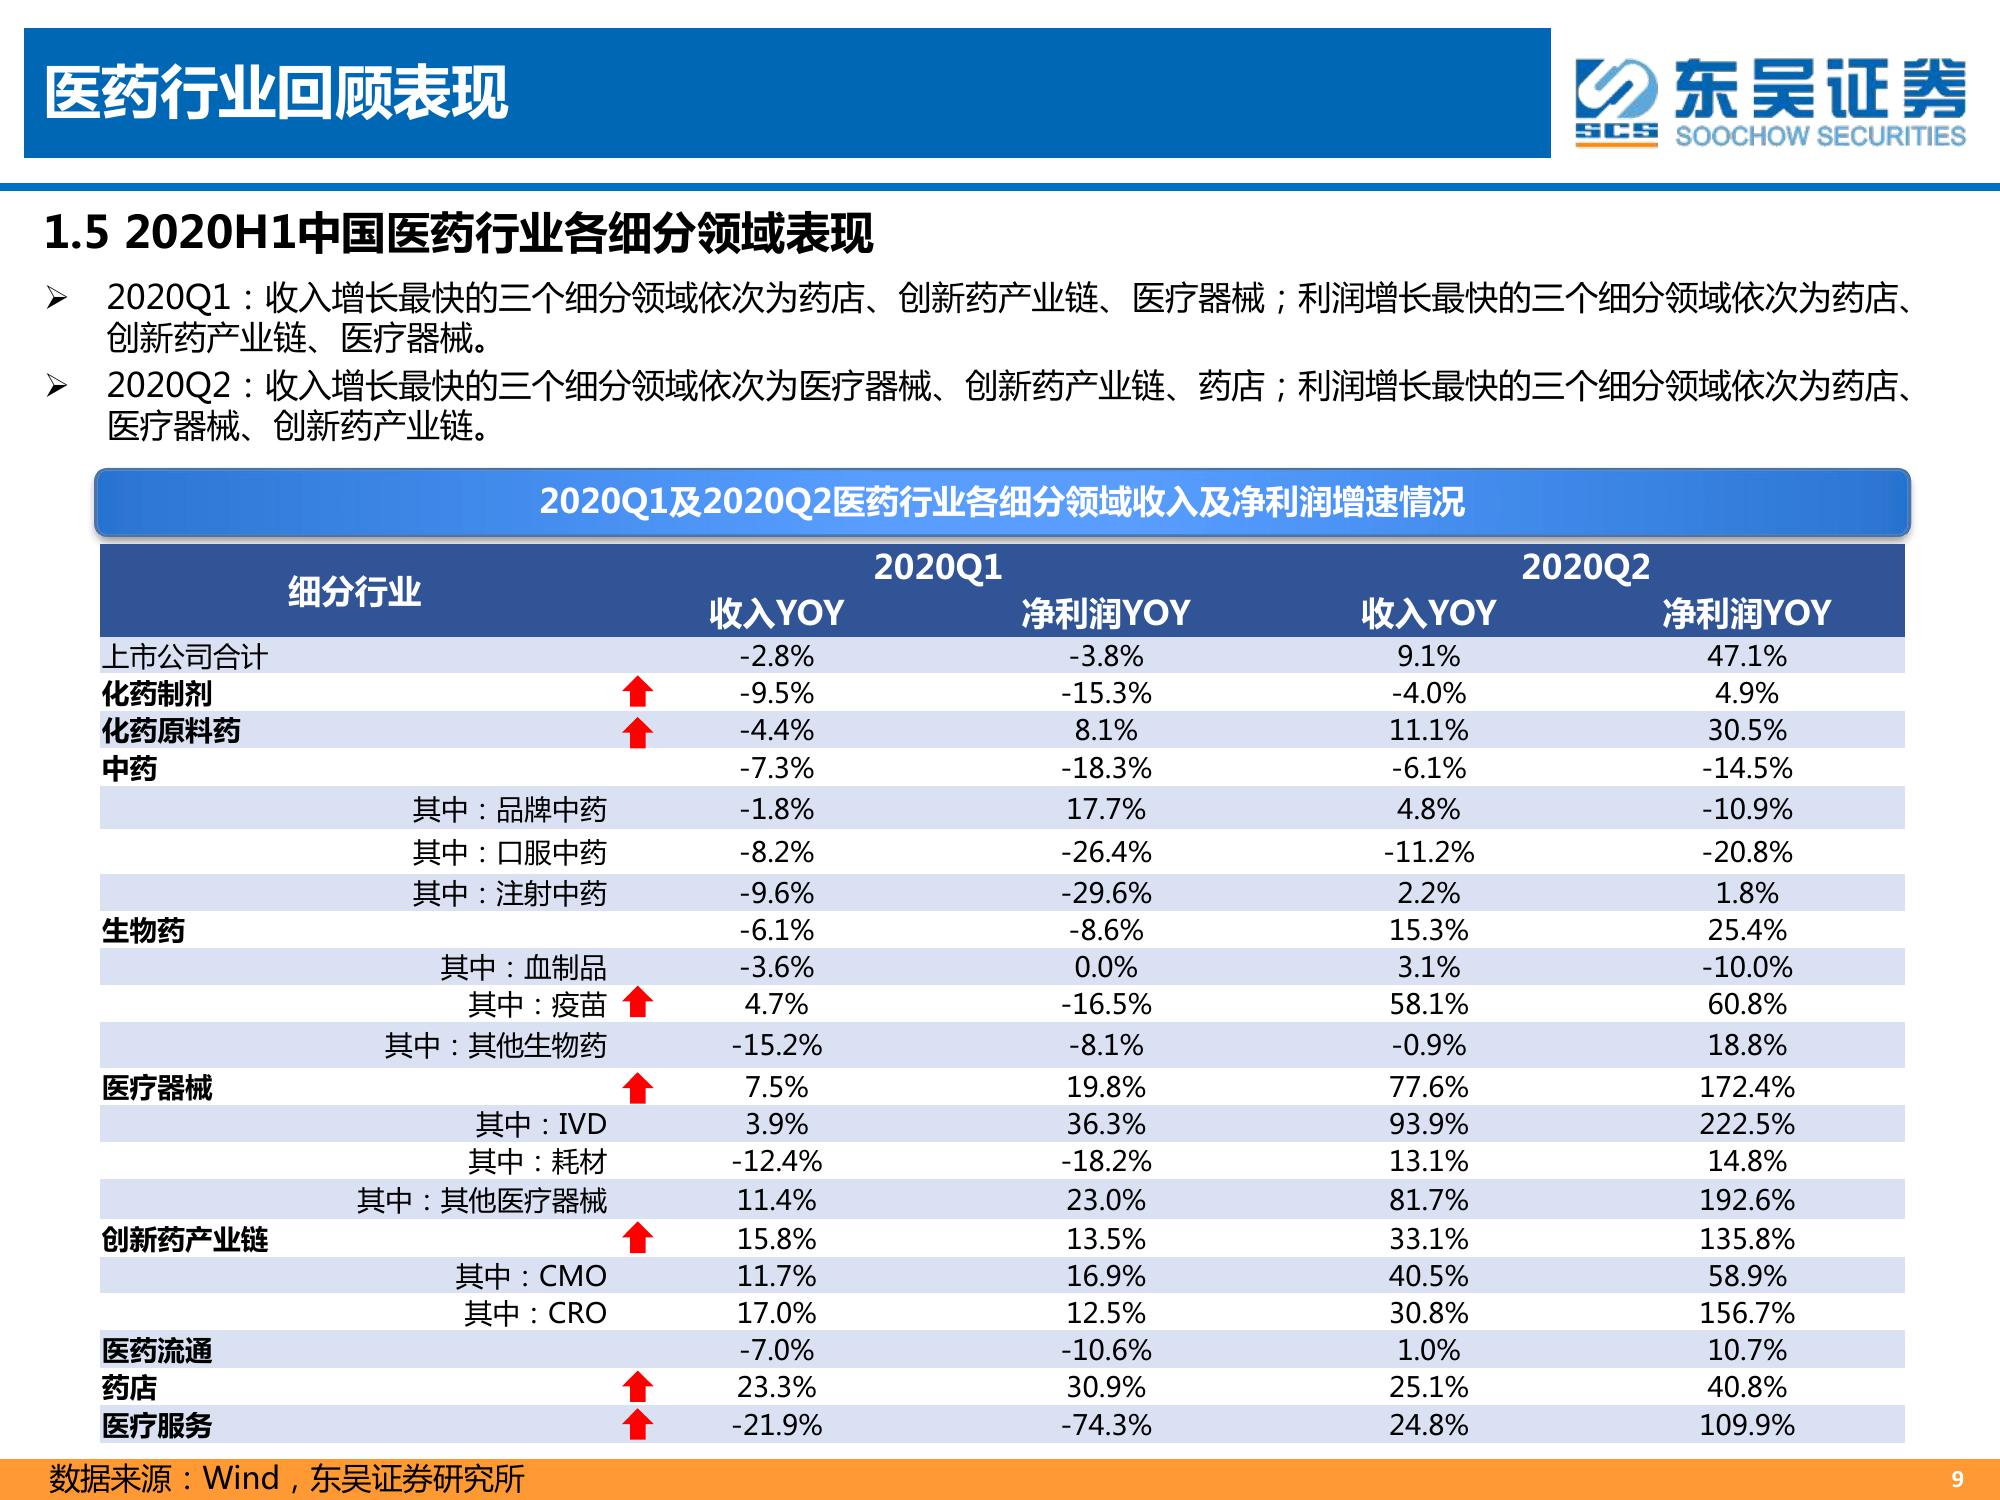 医药行业回顾表现
SCS
东吴证券
SOOCHOW SECURITIES
1.5 2020H1中国医药行业各细分领域表现
➢ 2020Q1：收入增长最快的三个细分领域依次为药店、创新药产业链、医疗器械；利润增长最快的三个细分领域依次为药店、
创新药产业链、医疗器械。
➢ 2020Q2：收入增长最快的三个细分领域依次为医疗器械、创新药产业链、药店；利润增长最快的三个细分领域依次为药店、
医疗器械、创新药产业链。
2020Q1及2020Q2医药行业各细分领域收入及净利润增速情况
细分行业 2020Q1 2020Q2
收入YOY 净利润YOY 收入YOY 净利润YOY
上市公司合计 -2.8% -3.8% 9.1% 47.1%
化药制剂 -9.5% -15.3% -4.0% 4.9%
化药原料药 -4.4% 8.1% 11.1% 30.5%
中药 -7.3% -18.3% -6.1% -14.5%
其中：品牌中药 -1.8% 17.7% 4.8% -10.9%
其中：口服中药 -8.2% -26.4% -11.2% -20.8%
其中：注射中药 -9.6% -29.6% 2.2% 1.8%
生物药 -6.1% -8.6% 15.3% 25.4%
其中：血制品 -3.6% 0.0% 3.1% -10.0%
其中：疫苗 4.7% -16.5% 58.1% 60.8%
其中：其他生物药 -15.2% -8.1% -0.9% 18.8%
医疗器械 7.5% 19.8% 77.6% 172.4%
其中：IVD 3.9% 36.3% 93.9% 222.5%
其中：耗材 -12.4% -18.2% 13.1% 14.8%
其中：其他医疗器械 11.4% 23.0% 81.7% 192.6%
创新药产业链 15.8% 13.5% 33.1% 135.8%
其中：CMO 11.7% 16.9% 40.5% 58.9%
其中：CRO 17.0% 12.5% 30.8% 156.7%
医药流通 -7.0% -10.6% 1.0% 10.7%
药店 23.3% 30.9% 25.1% 40.8%
医疗服务 -21.9% -74.3% 24.8% 109.9%
数据来源：Wind，东吴证券研究所
9